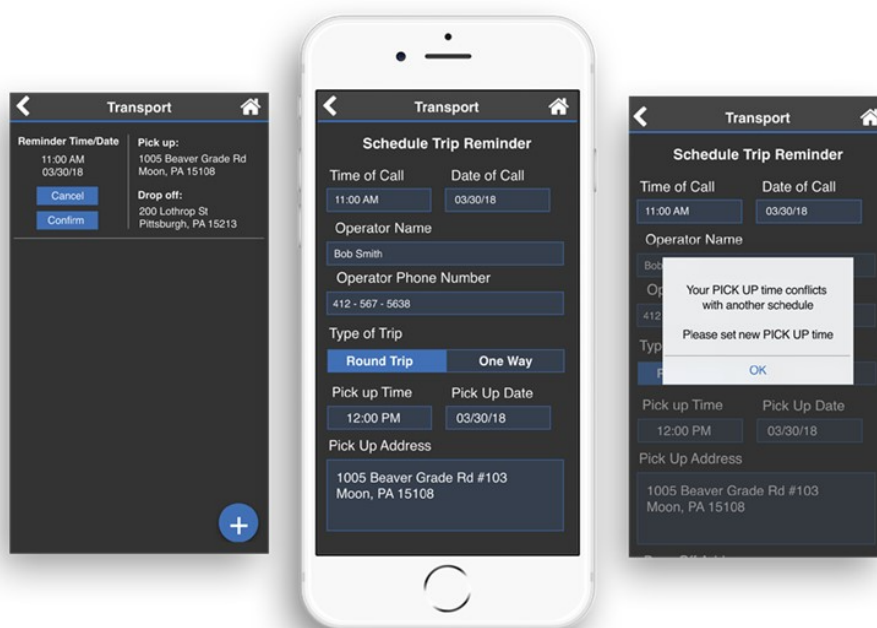 Transport
Reminder Time/Date
11:00 AM
03/30/18
Cancel
Confirm
Pick up:
1005 Beaver Grade Rd
Moon, PA 15108
Drop off:
200 Lothrop St
Pittsburgh, PA 15213
+
Transport
Schedule Trip Reminder
Time of Call Date of Call
11:00 AM 03/30/18
Operator Name
Bob Smith
Operator Phone Number
412 - 567 - 5638
Type of Trip
Round Trip One Way
Pick up Time Pick Up Date
12:00 PM 03/30/18
Pick Up Address
1005 Beaver Grade Rd #103
Moon, PA 15108
Transport
Schedule Trip Reminder
Time of Call Date of Call
11:00 AM 03/30/18
Operator Name
Bob
Op
412
Typ
Your PICK UP time conflicts
with another schedule
Please set new PICK UP time
OK
Pick up Time Pick Up Date
12:00 PM 03/30/18
Pick Up Address
1005 Beaver Grade Rd #103
Moon, PA 15108